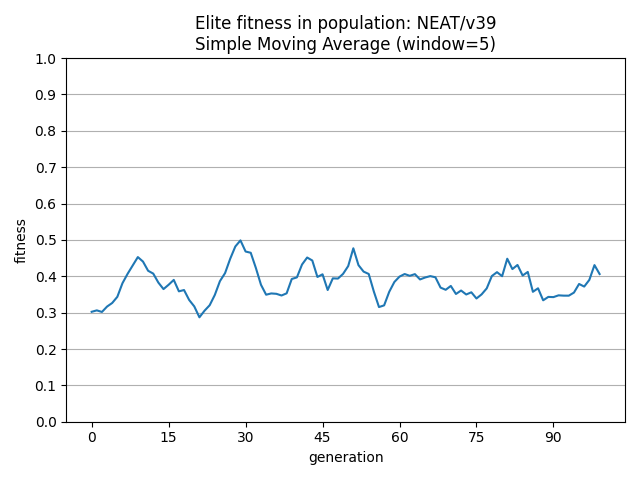 Elite fitness in population: NEAT/v39
Simple Moving Average (window=5)
1.0
0.9
0.8
0.7
0.6
0.5
0.4
0.3
0.2
0.1
0.0
fitness
0 15 30 45 60 75 90
generation